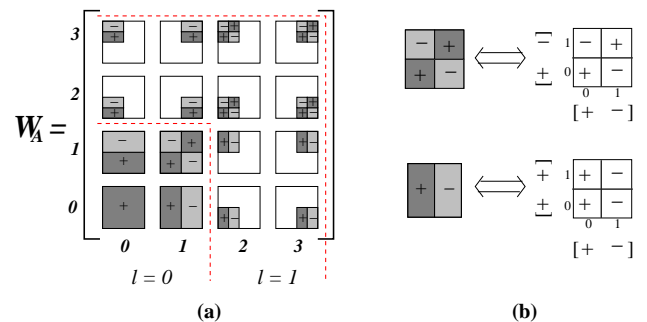 3 − − − + − +
+ + + − + −
2 − − − + − +
+ + + − + −
W_A =
1 − − + + − + −
+ + −
0 + + − + − + −
0 1 2 3
l = 0 l = 1
(a)
− + [ − 1 − +
+ − + ] 0 + −
0 1
[ + − ]
+ − [ + 1 + −
+ ] 0 + −
0 1
[ + − ]
(b)